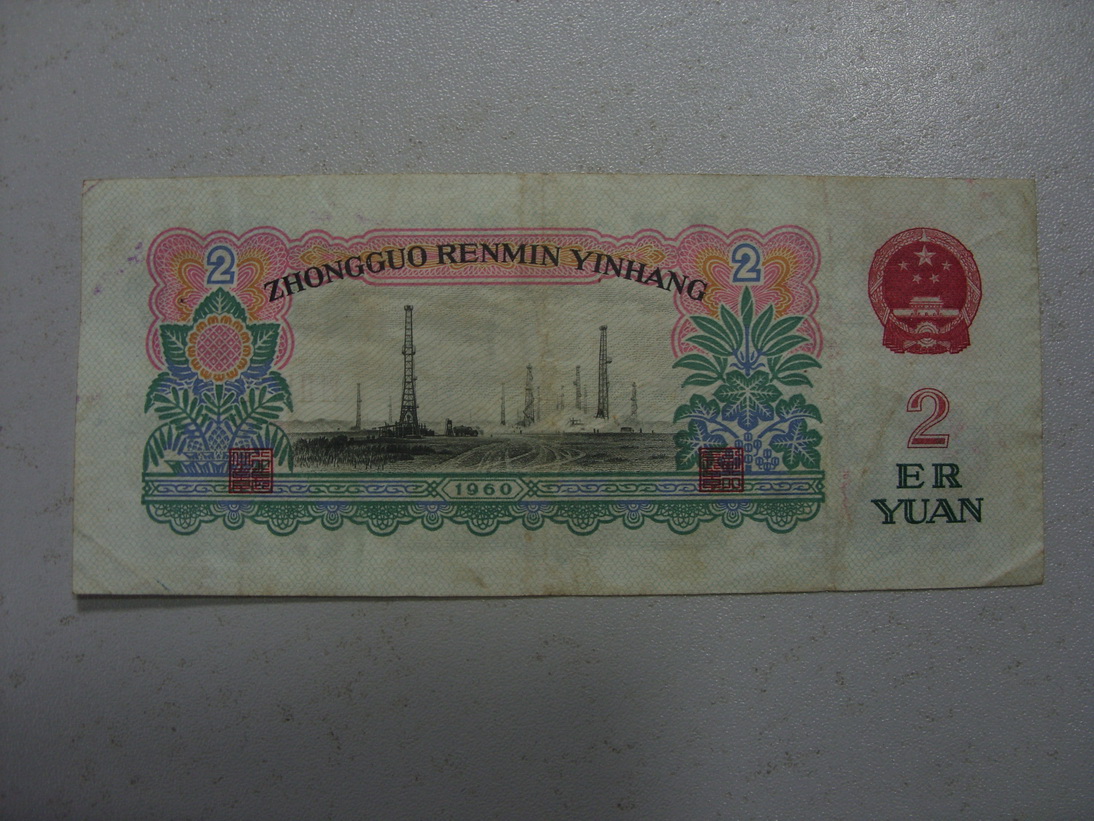 2 2
ZHONGGUO RENMIN YINHANG
1960
2
ER
YUAN